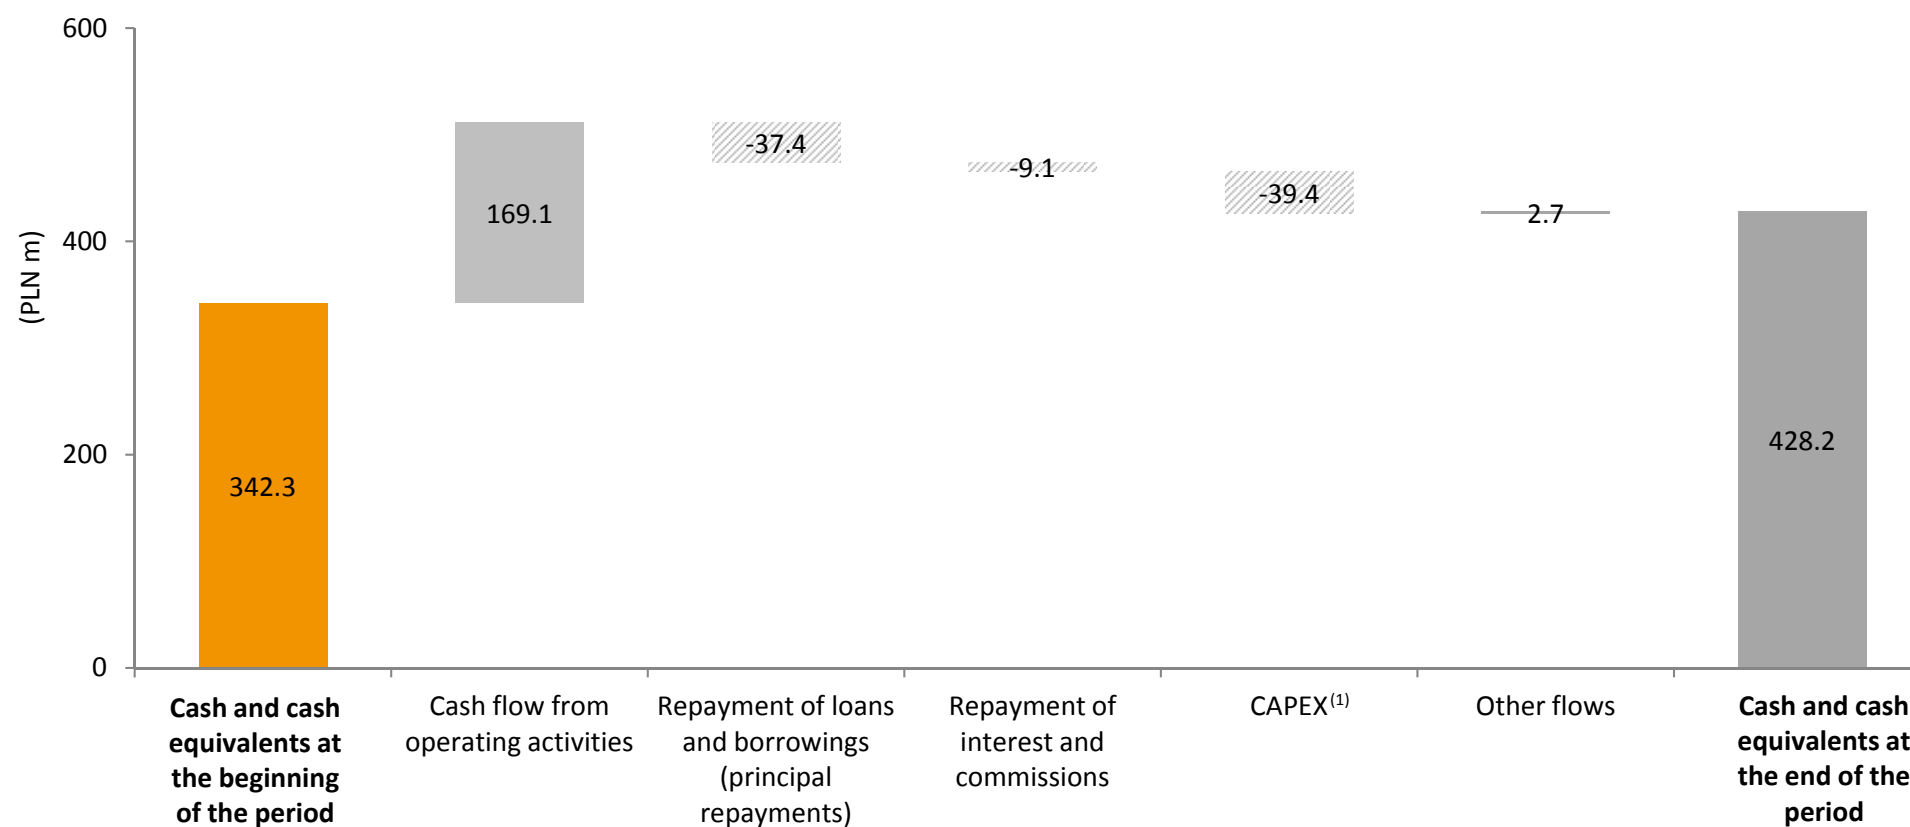 600
400
200
0
(PLN m)
342.3
169.1
-37.4
-9.1
-39.4
2.7
428.2
Cash and cash
equivalents at
the beginning
of the period
Cash flow from
operating activities
Repayment of loans
and borrowings
(principal
repayments)
Repayment of
interest and
commissions
CAPEX(1)
Other flows
Cash and cash
equivalents at
the end of the
period